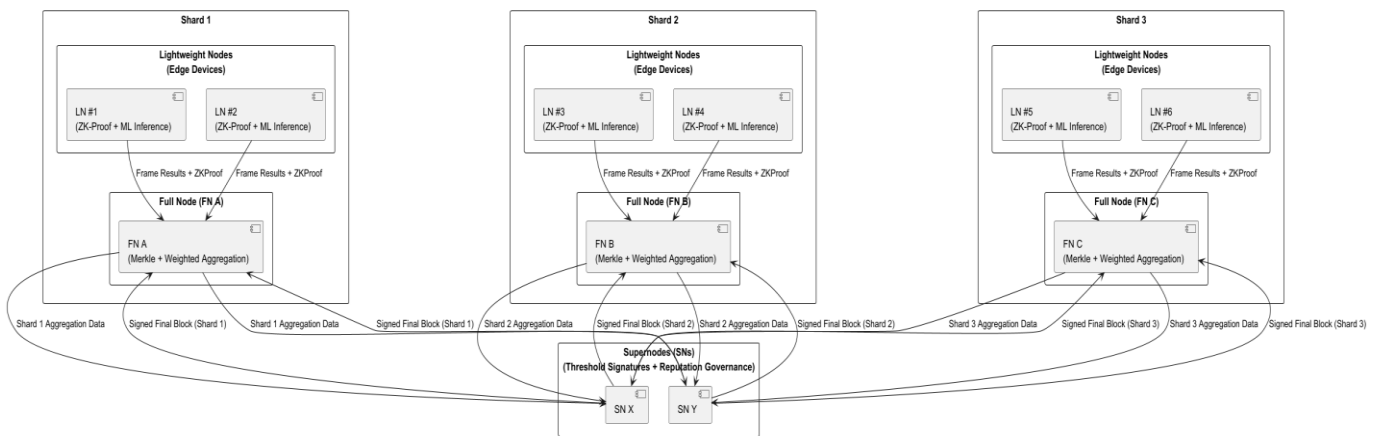 Shard 1
Shard 2
Shard 3
Lightweight Nodes
(Edge Devices)
Lightweight Nodes
(Edge Devices)
Lightweight Nodes
(Edge Devices)
LN #1
(ZK-Proof + ML Inference)
LN #2
(ZK-Proof + ML Inference)
LN #3
(ZK-Proof + ML Inference)
LN #4
(ZK-Proof + ML Inference)
LN #5
(ZK-Proof + ML Inference)
LN #6
(ZK-Proof + ML Inference)
Frame Results + ZKProof
Frame Results + ZKProof
Frame Results + ZKProof
Frame Results + ZKProof
Frame Results + ZKProof
Frame Results + ZKProof
Full Node (FN A)
Full Node (FN B)
Full Node (FN C)
FN A
(Merkle + Weighted Aggregation)
FN B
(Merkle + Weighted Aggregation)
FN C
(Merkle + Weighted Aggregation)
Shard 1 Aggregation Data
Signed Final Block (Shard 1)
Shard 1 Aggregation Data
Signed Final Block (Shard 1)
Shard 2 Aggregation Data
Signed Final Block (Shard 2)
Shard 2 Aggregation Data
Signed Final Block (Shard 2)
Shard 3 Aggregation Data
Signed Final Block (Shard 3)
Shard 3 Aggregation Data
Signed Final Block (Shard 3)
Supernodes (SNs)
(Threshold Signatures + Reputation Governance)
SN X
SN Y